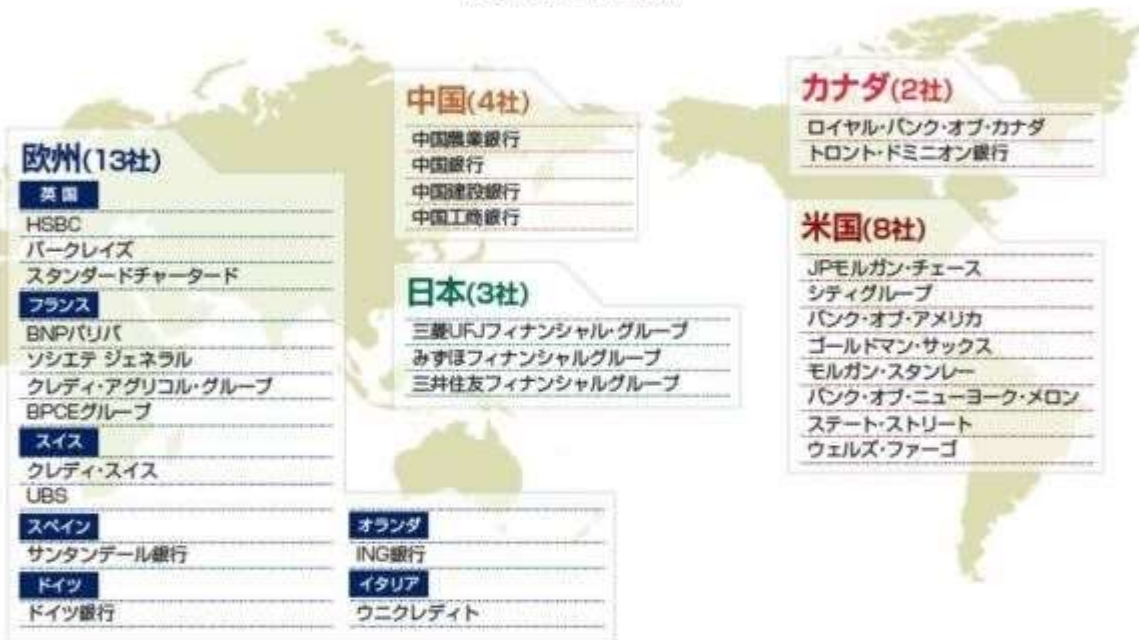 欧州(13社)
英国
HSBC
バークレイズ
スタンダードチャータード
フランス
BNPパリバ
ソシエテ ジェネラル
クレディ・アグリコル・グループ
BPCEグループ
スイス
クレディ・スイス
UBS
スペイン
サンタンデール銀行
ドイツ
ドイツ銀行
オランダ
ING銀行
イタリア
ウニクレディト
中国(4社)
中国農業銀行
中国銀行
中国建設銀行
中国工商銀行
日本(3社)
三菱UFJフィナンシャル・グループ
みずほフィナンシャルグループ
三井住友フィナンシャルグループ
カナダ(2社)
ロイヤル・バンク・オブ・カナダ
トロント・ドミニオン銀行
米国(8社)
JPモルガン・チェース
シティグループ
バンク・オブ・アメリカ
ゴールドマン・サックス
モルガン・スタンレー
バンク・オブ・ニューヨーク・メロン
ステート・ストリート
ウェルズ・ファーゴ